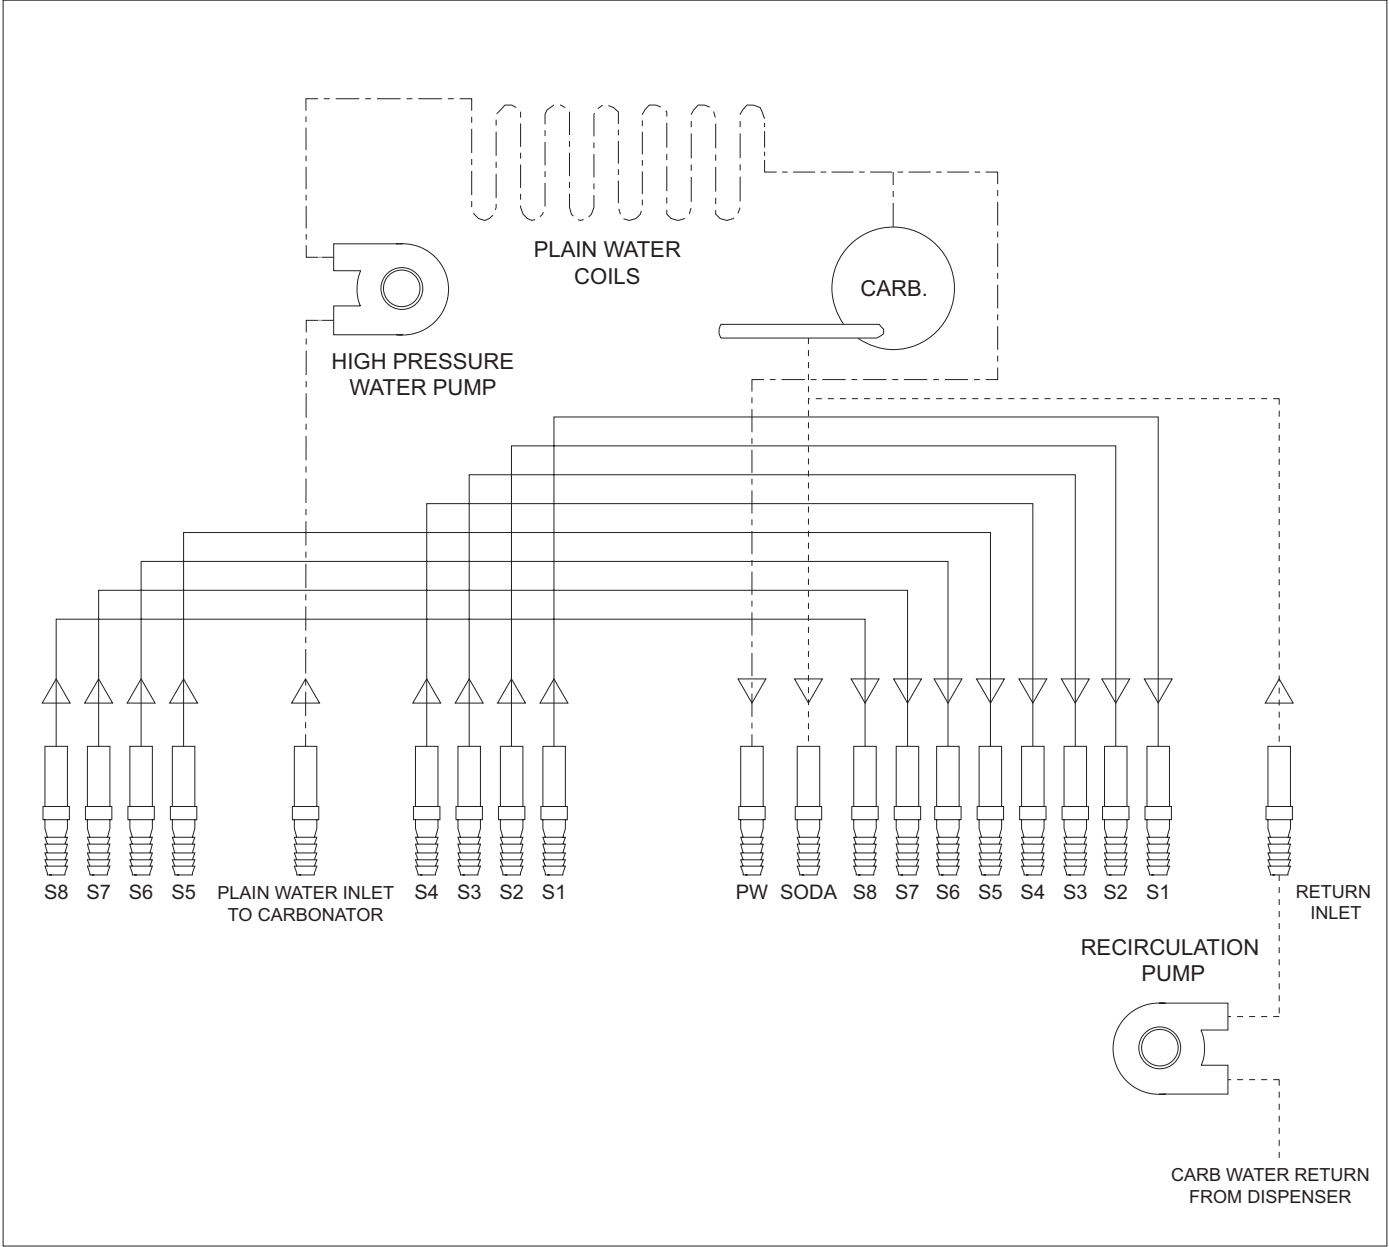 PLAIN WATER
COILS
CARB.
HIGH PRESSURE
WATER PUMP
S8
S7
S6
S5
PLAIN WATER INLET
TO CARBONATOR
S4
S3
S2
S1
PW
SODA
S8
S7
S6
S5
S4
S3
S2
S1
RETURN
INLET
RECIRCULATION
PUMP
CARB WATER RETURN
FROM DISPENSER